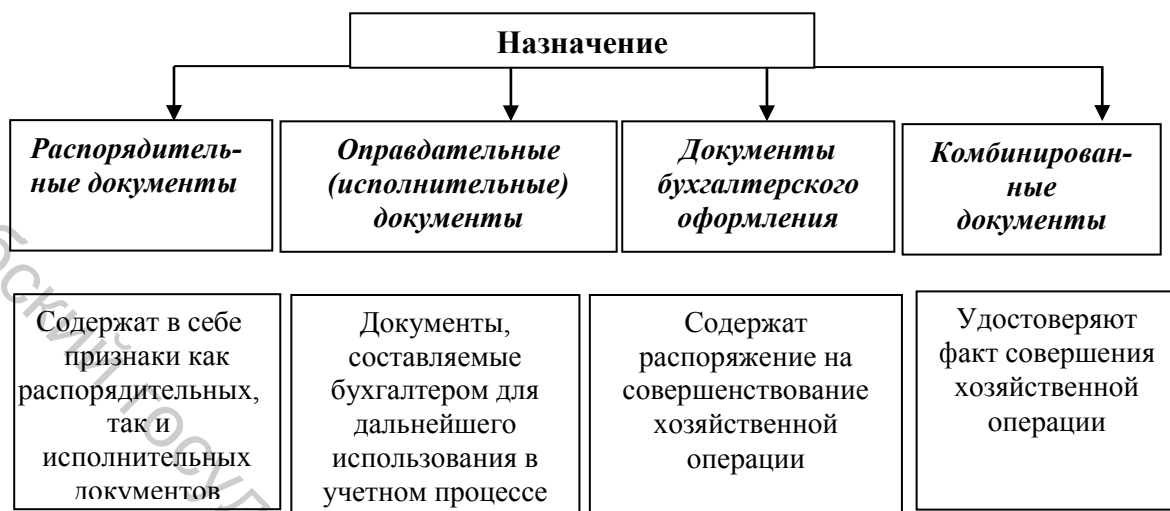 Назначение
Распорядитель-
ные документы
Оправдательные
(исполнительные)
документы
Документы
бухгалтерского
оформления
Комбинирован-
ные
документы
Содержат в себе
признаки как
распорядительных,
так и
исполнительных
документов
Документы,
составляемые
бухгалтером для
дальнейшего
использования в
учетном процессе
Содержат
распоряжение на
совершенствование
хозяйственной
операции
Удостоверяют
факт совершения
хозяйственной
операции